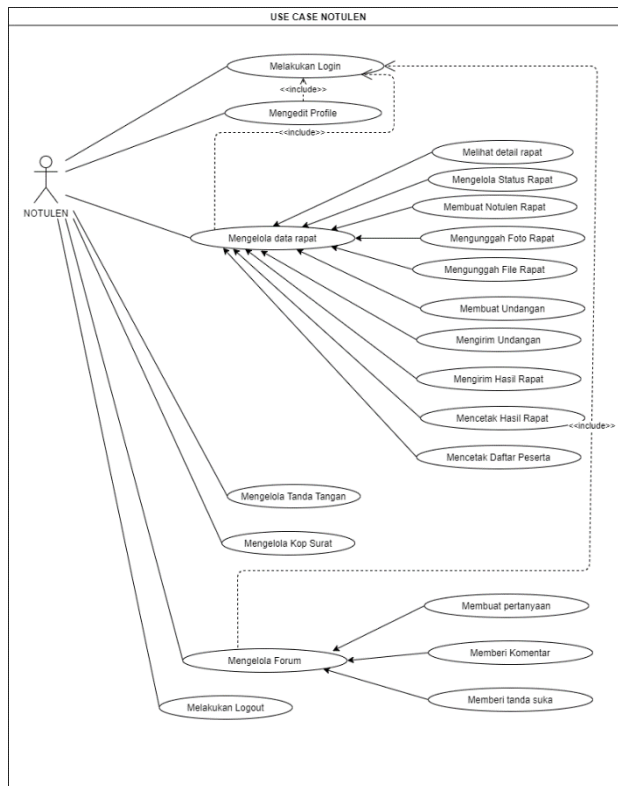 USE CASE NOTULEN
Melakukan Login
<<include>>
Mengedit Profile
<<include>>
NOTULEN
Melihat detail rapat
Mengelola Status Rapat
Membuat Notulen Rapat
Mengelola data rapat
Mengunggah Foto Rapat
Mengunggah File Rapat
Membuat Undangan
Mengirim Undangan
Mengirim Hasil Rapat
Mencetak Hasil Rapat
<<include>>
Mencetak Daftar Peserta
Mengelola Tanda Tangan
Mengelola Kop Surat
Membuat pertanyaan
Mengelola Forum
Memberi Komentar
Memberi tanda suka
Melakukan Logout